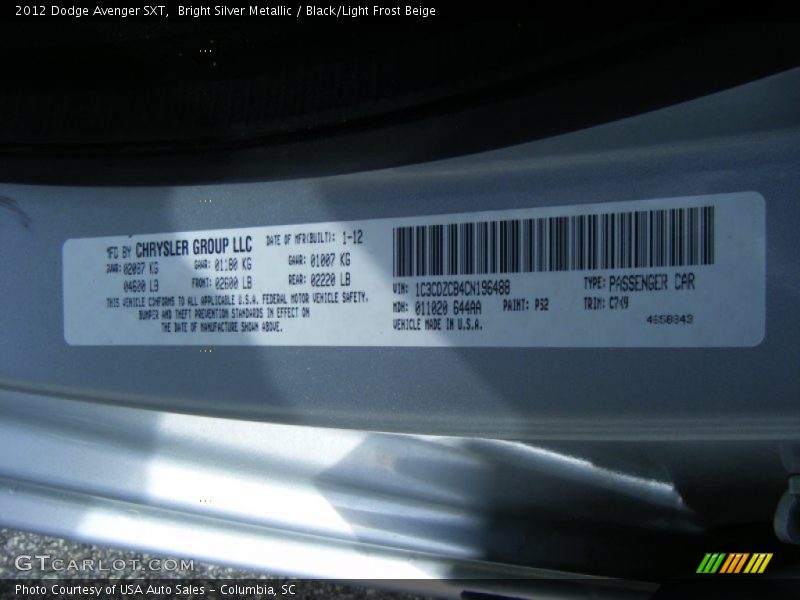 2012 Dodge Avenger SXT, Bright Silver Metallic / Black/Light Frost Beige
MFD BY CHRYSLER GROUP LLC DATE OF MFR(BUILT): 1-12
GVWR: 02087 KG GAWR: 01180 KG GAWR: 01007 KG
04600 LB FRONT: 02600 LB REAR: 02220 LB
THIS VEHICLE CONFORMS TO ALL APPLICABLE U.S.A. FEDERAL MOTOR VEHICLE SAFETY,
BUMPER AND THEFT PREVENTION STANDARDS IN EFFECT ON
THE DATE OF MANUFACTURE SHOWN ABOVE.
VIN: 1C3CDZCB4CN196488 TYPE: PASSENGER CAR
MDH: 011020 644AA PAINT: PS2 TRIM: C7X9
VEHICLE MADE IN U.S.A.
4658843
GTCARLOT.COM
Photo Courtesy of USA Auto Sales – Columbia, SC